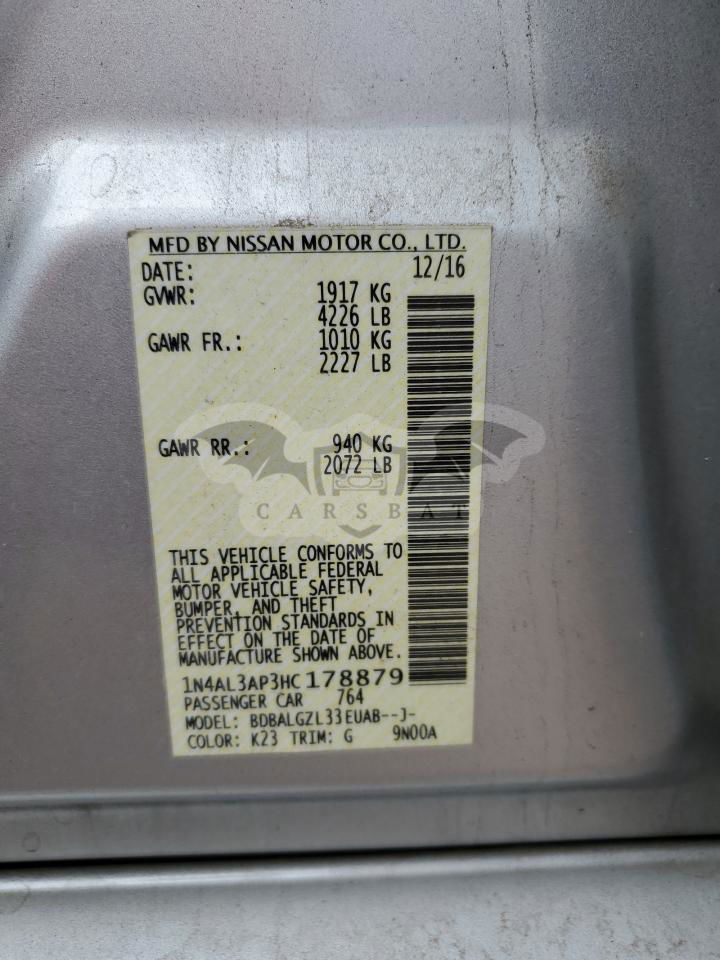 MFD BY NISSAN MOTOR CO., LTD.
DATE: 12/16
GVWR: 1917 KG
4226 LB
GAWR FR.: 1010 KG
2227 LB
GAWR RR.: 940 KG
2072 LB
CARSBAT
THIS VEHICLE CONFORMS TO
ALL APPLICABLE FEDERAL
MOTOR VEHICLE SAFETY,
BUMPER, AND THEFT
PREVENTION STANDARDS IN
EFFECT ON THE DATE OF
MANUFACTURE SHOWN ABOVE.
1N4AL3AP3HC178879
PASSENGER CAR 764
MODEL: BDBALGZL33EUAB--J-
COLOR: K23 TRIM: G 9N00A